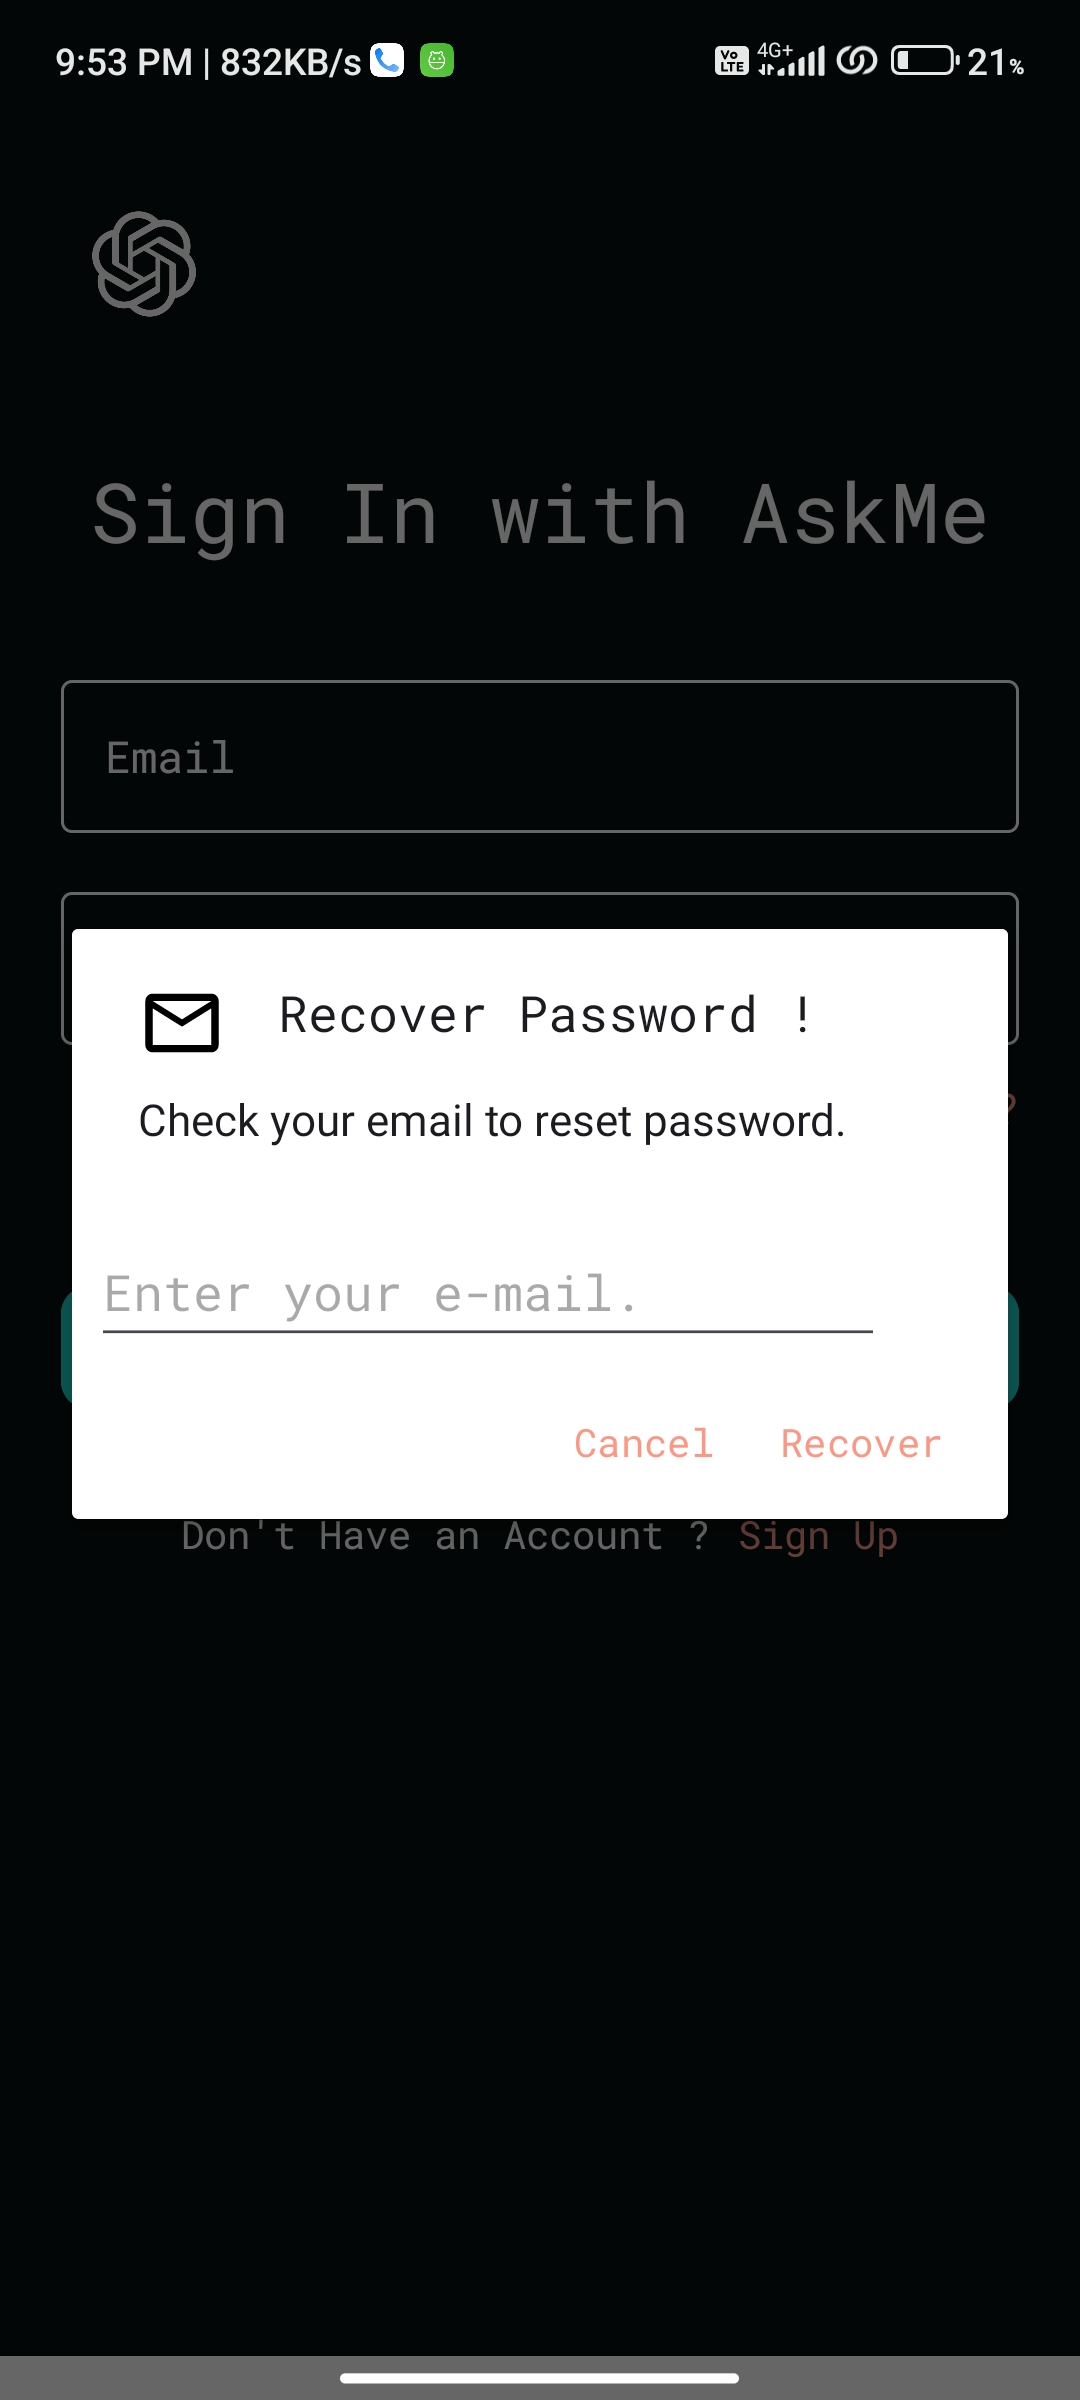 9:53 PM | 832KB/s Vo LTE 4G+ 21%
Sign In with AskMe
Email
Recover Password !
Check your email to reset password.
?
Enter your e-mail.
Cancel Recover
Don't Have an Account ? Sign Up